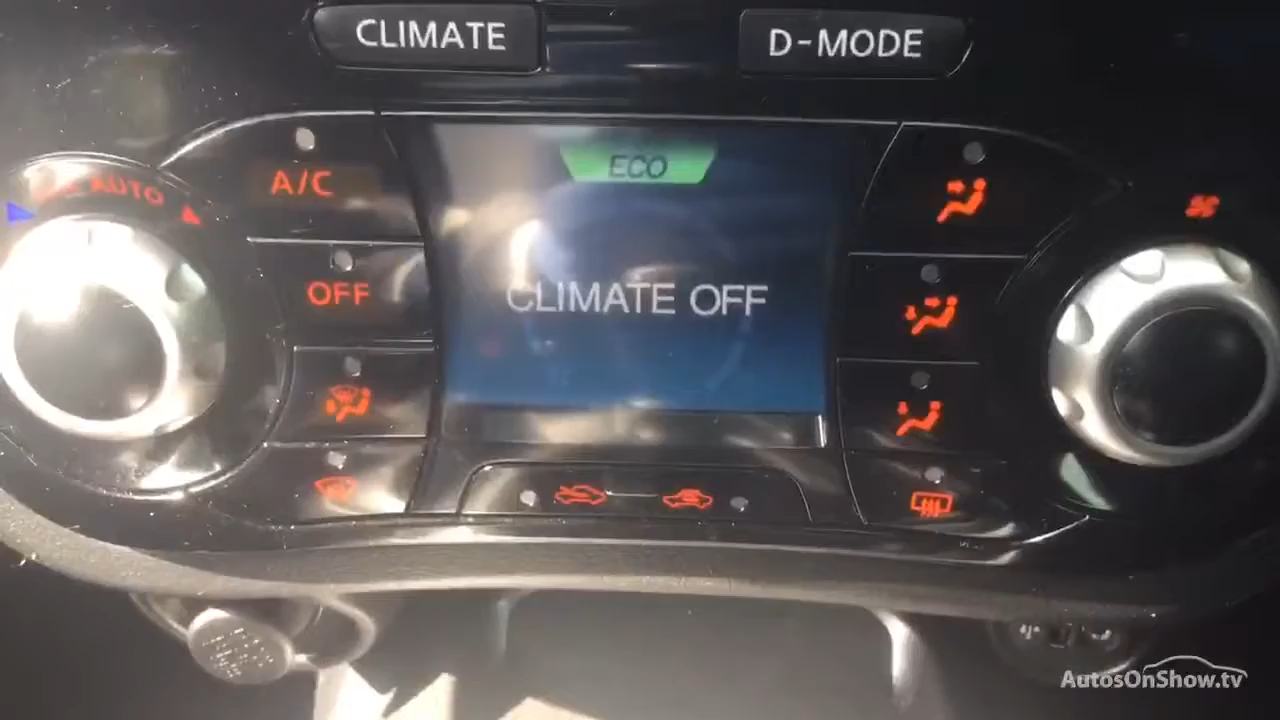 CLIMATE
D-MODE
AUTO
A/C
ECO
OFF
CLIMATE OFF
AutosOnShow.tv